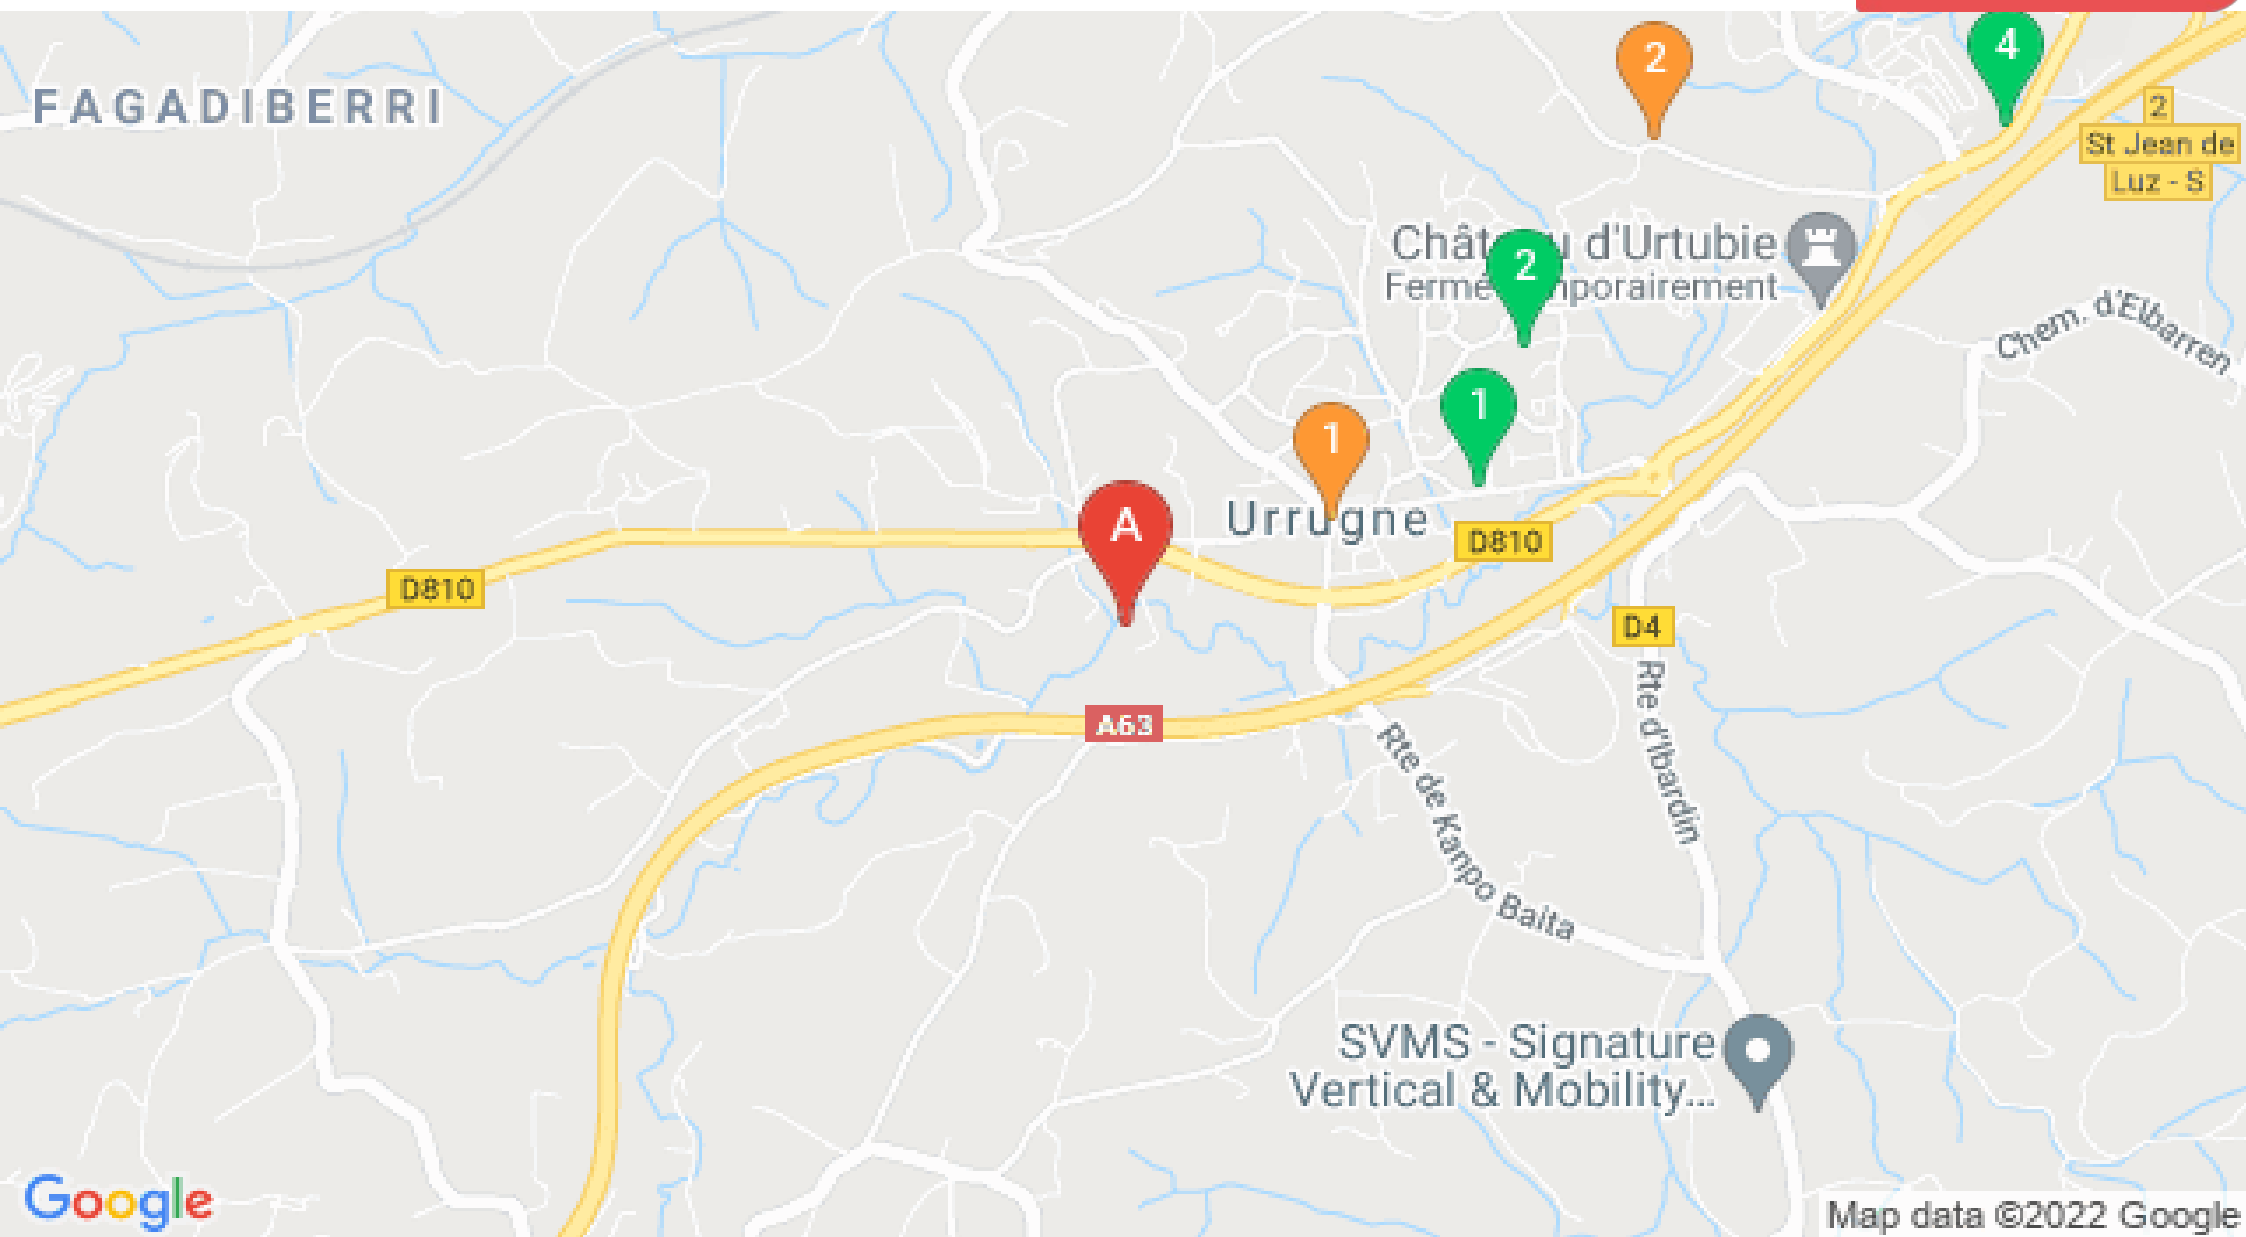 4
2
FAGADIBERRI
2
St Jean de
Luz - S
Château d'Urtubie
2
Fermé temporairement
Chem. d'Elbarren
1
1
A
Urrugne
D810
D810
D4
A63
Rte d'Ibardin
Rte de Kanpo Baita
SVMS - Signature
Vertical & Mobility...
Google
Map data ©2022 Google